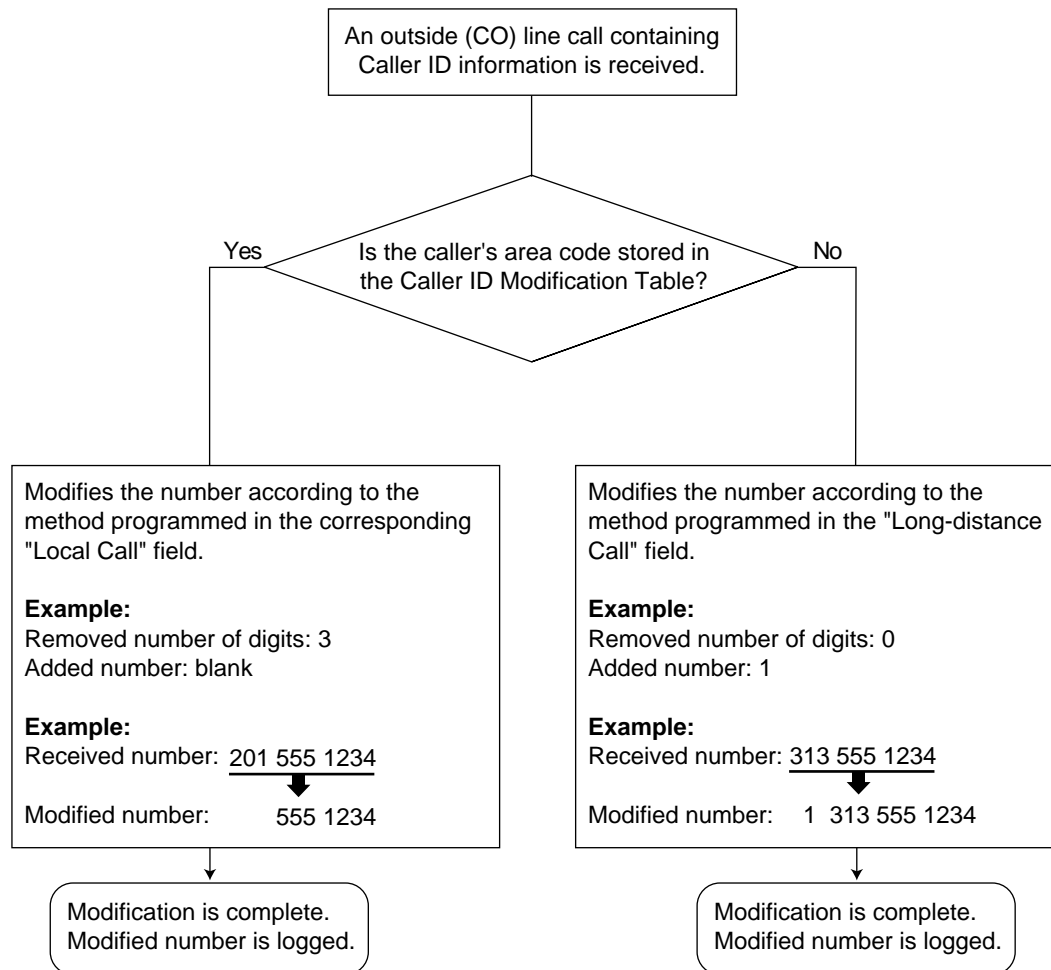 An outside (CO) line call containing
Caller ID information is received.
Is the caller's area code stored in
the Caller ID Modification Table?
Yes
No
Modifies the number according to the
method programmed in the corresponding
"Local Call" field.
Example:
Removed number of digits: 3
Added number: blank
Example:
Received number: 201 555 1234
Modified number: 555 1234
Modification is complete.
Modified number is logged.
Modifies the number according to the
method programmed in the "Long-distance
Call" field.
Example:
Removed number of digits: 0
Added number: 1
Example:
Received number: 313 555 1234
Modified number: 1 313 555 1234
Modification is complete.
Modified number is logged.